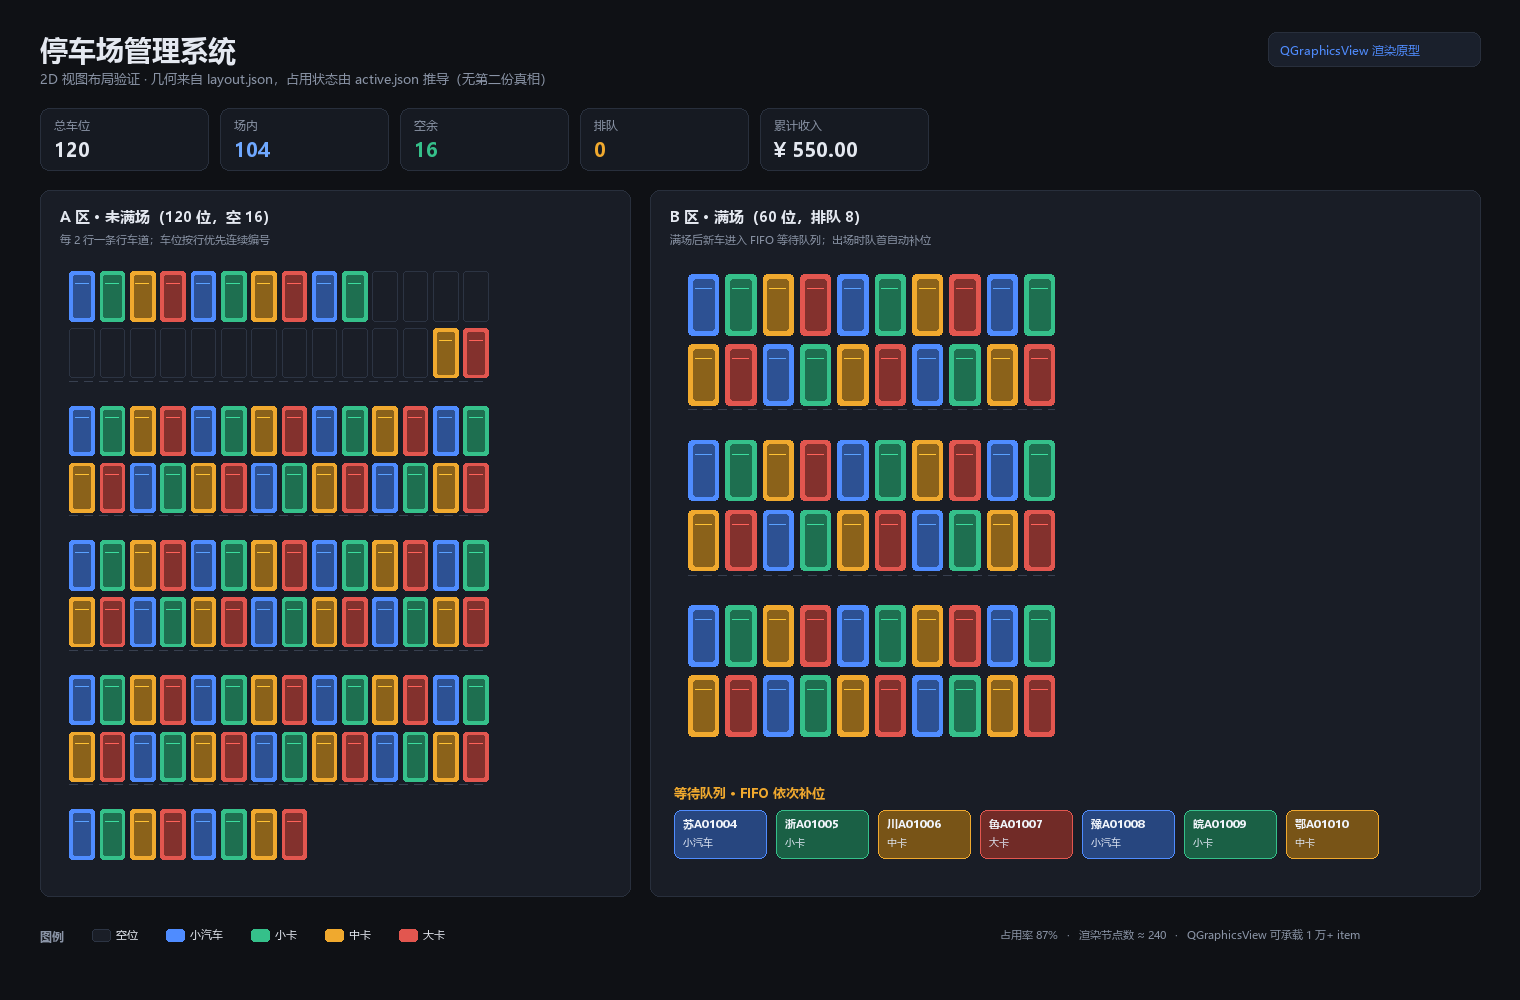 停车场管理系统
2D 视图布局验证 · 几何来自 layout.json，占用状态由 active.json 推导（无第二份真相）
QGraphicsView 渲染原型
总车位
120
场内
104
空余
16
排队
0
累计收入
¥ 550.00
A 区 • 未满场（120 位，空 16）
每 2 行一条行车道；车位按行优先连续编号
B 区 • 满场（60 位，排队 8）
满场后新车进入 FIFO 等待队列；出场时队首自动补位
等待队列 • FIFO 依次补位
苏A01004
小汽车
浙A01005
小卡
川A01006
中卡
鱼A01007
大卡
豫A01008
小汽车
皖A01009
小卡
鄂A01010
中卡
图例
空位
小汽车
小卡
中卡
大卡
占用率 87% · 渲染节点数 ≈ 240 · QGraphicsView 可承载 1 万+ item